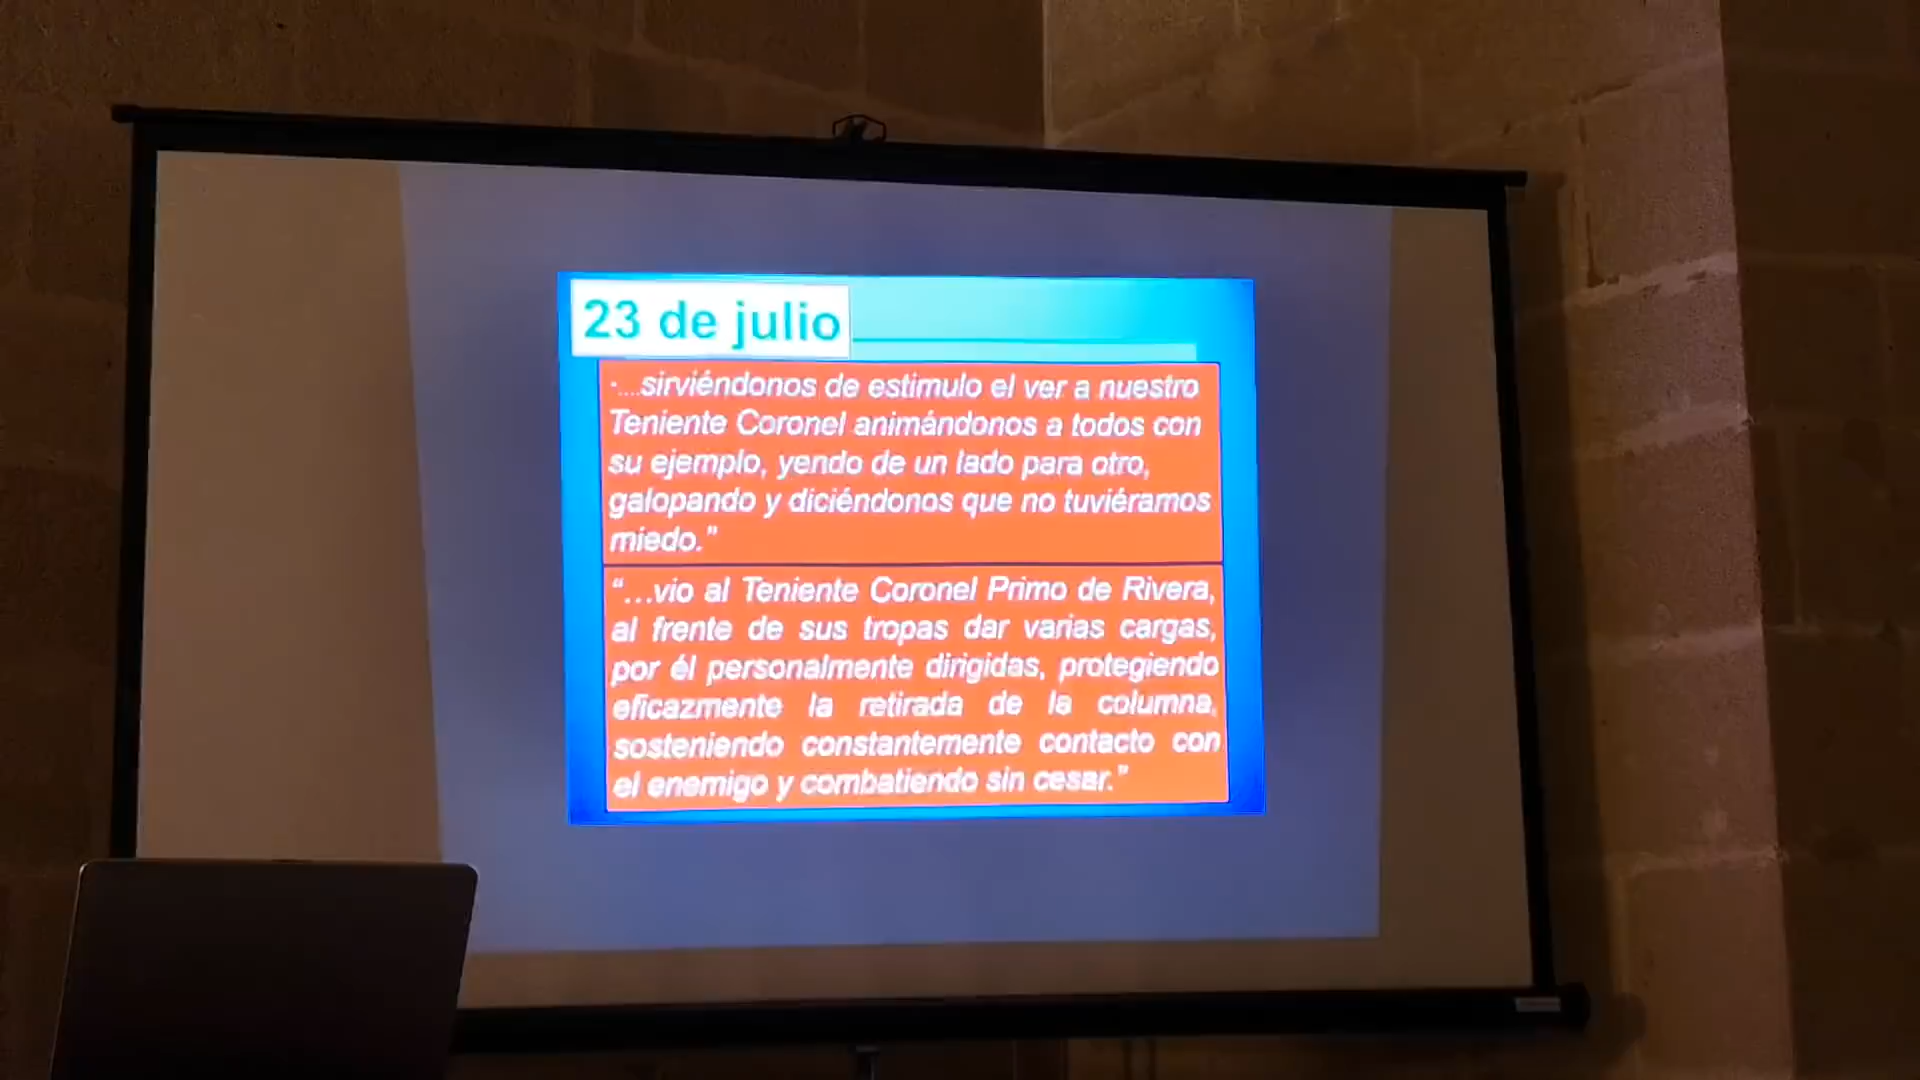 23 de julio
“...sirviéndonos de estimulo el ver a nuestro
Teniente Coronel animándonos a todos con
su ejemplo, yendo de un lado para otro,
galopando y diciéndonos que no tuviéramos
miedo.”
“...vio al Teniente Coronel Primo de Rivera,
al frente de sus tropas dar varias cargas,
por él personalmente dirigidas, protegiendo
eficazmente la retirada de la columna,
sosteniendo constantemente contacto con
el enemigo y combatiendo sin cesar.”